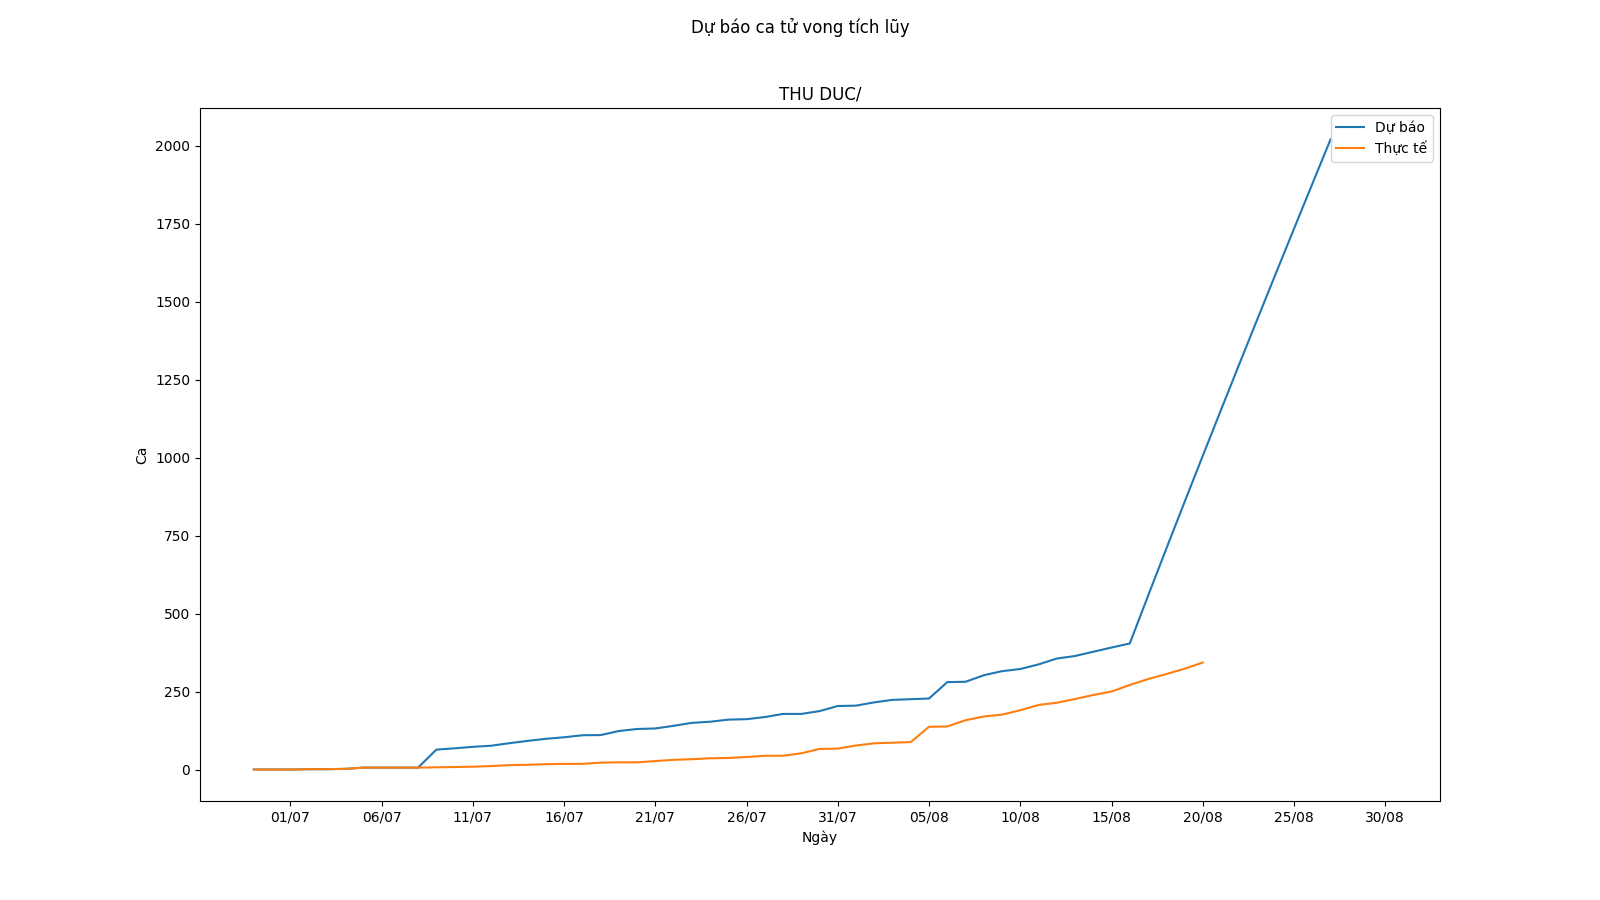 Dự báo ca tử vong tích lũy
THU DUC/
Dự báo
Thực tế
2000
1750
1500
1250
1000
750
500
250
0
Ca
01/07 06/07 11/07 16/07 21/07 26/07 31/07 05/08 10/08 15/08 20/08 25/08 30/08
Ngày